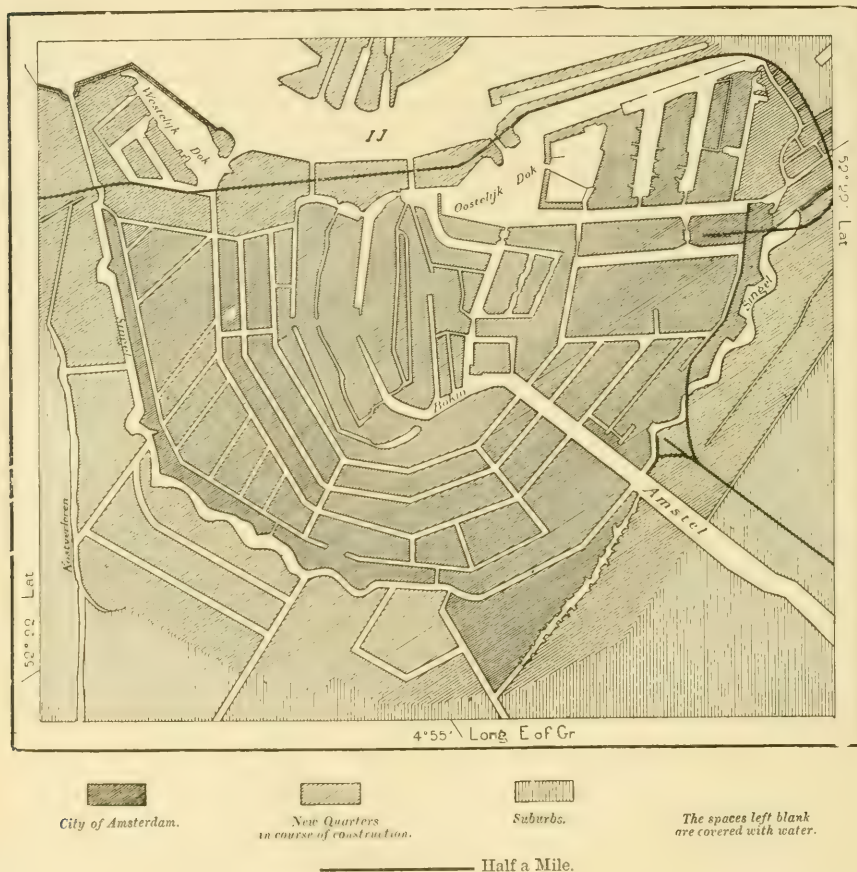 Westelijk Dok
IJ
Oostelijk Dok
52° 22' Lat
Singel
Singel
Rokin
Amstel
Kostverloren
52° 22' Lat
4°55' Long E of Gr
City of Amsterdam.
New Quarters
in course of construction.
Suburbs.
The spaces left blank
are covered with water.
Half a Mile.